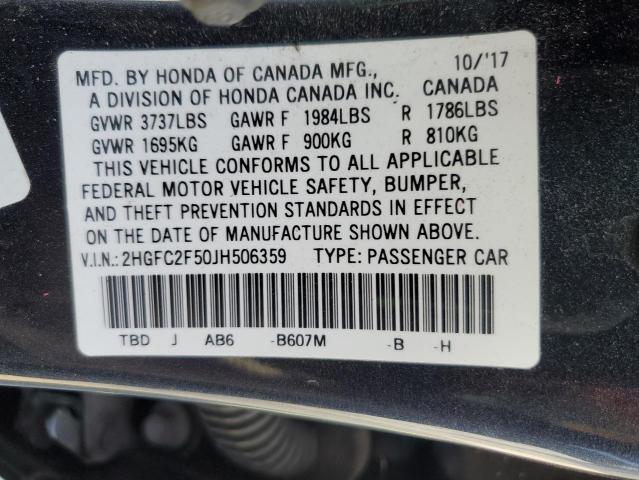 10/'17
MFD. BY HONDA OF CANADA MFG.,
A DIVISION OF HONDA CANADA INC. CANADA
GVWR 3737LBS GAWR F 1984LBS R 1786LBS
GVWR 1695KG GAWR F 900KG R 810KG
THIS VEHICLE CONFORMS TO ALL APPLICABLE
FEDERAL MOTOR VEHICLE SAFETY, BUMPER,
AND THEFT PREVENTION STANDARDS IN EFFECT
ON THE DATE OF MANUFACTURE SHOWN ABOVE.
V.I.N.: 2HGFC2F50JH506359 TYPE: PASSENGER CAR
TBD J AB6 -B607M -B -H